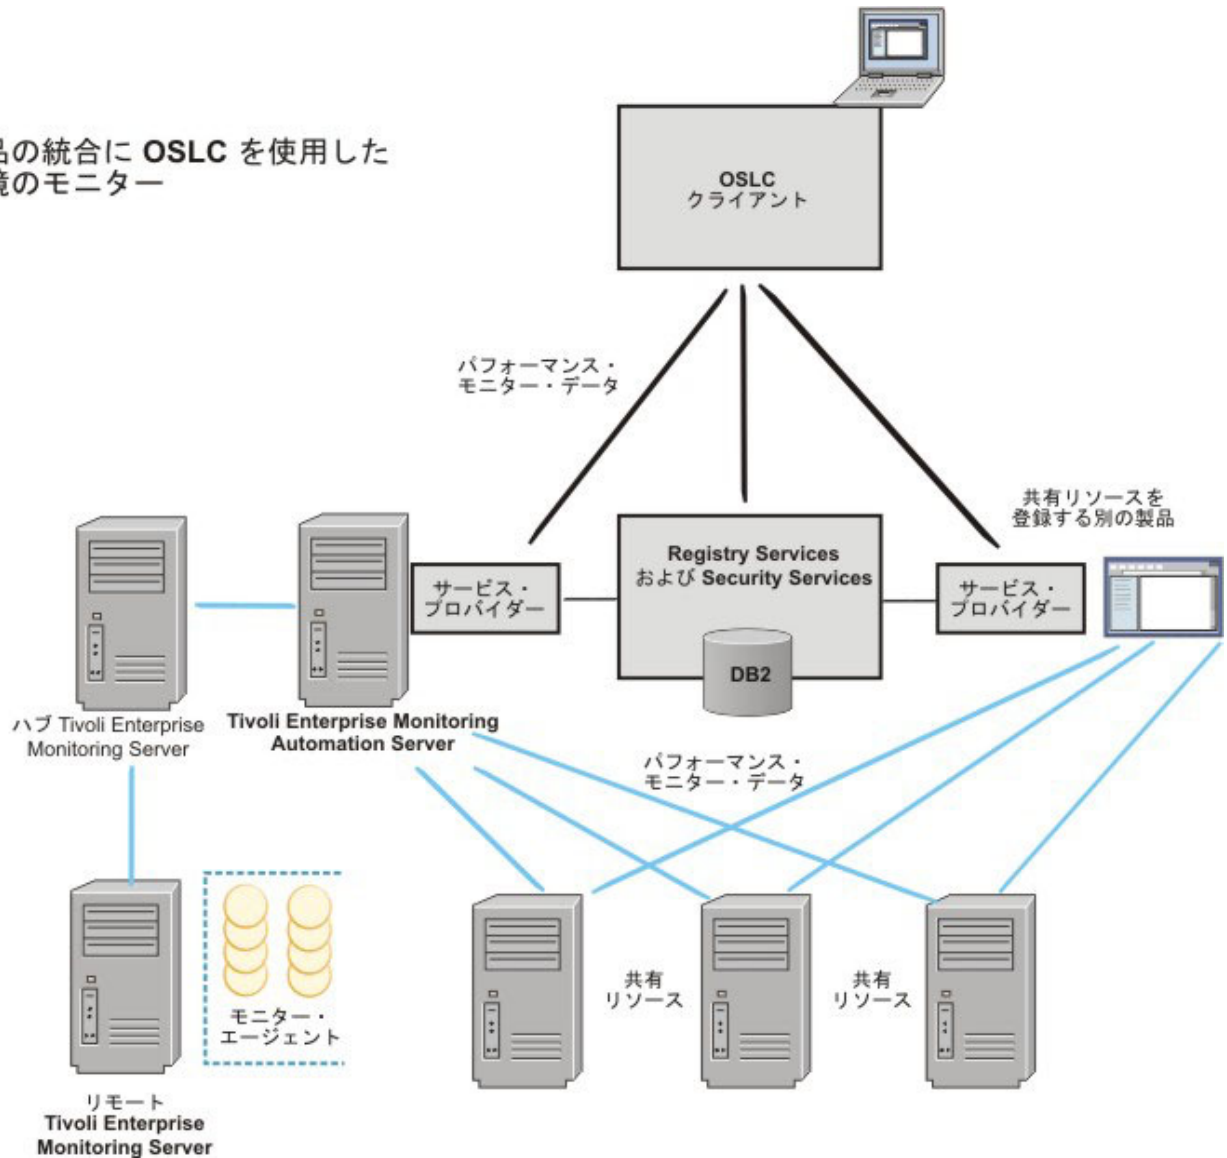 品の統合に OSLC を使用した
境のモニター
OSLC
クライアント
パフォーマンス・
モニター・データ
共有リソースを
登録する別の製品
Registry Services
および Security Services
サービス・
プロバイダー
サービス・
プロバイダー
DB2
ハブ Tivoli Enterprise
Monitoring Server
Tivoli Enterprise Monitoring
Automation Server
パフォーマンス・
モニター・データ
モニター・
エージェント
共有
リソース
共有
リソース
リモート
Tivoli Enterprise
Monitoring Server